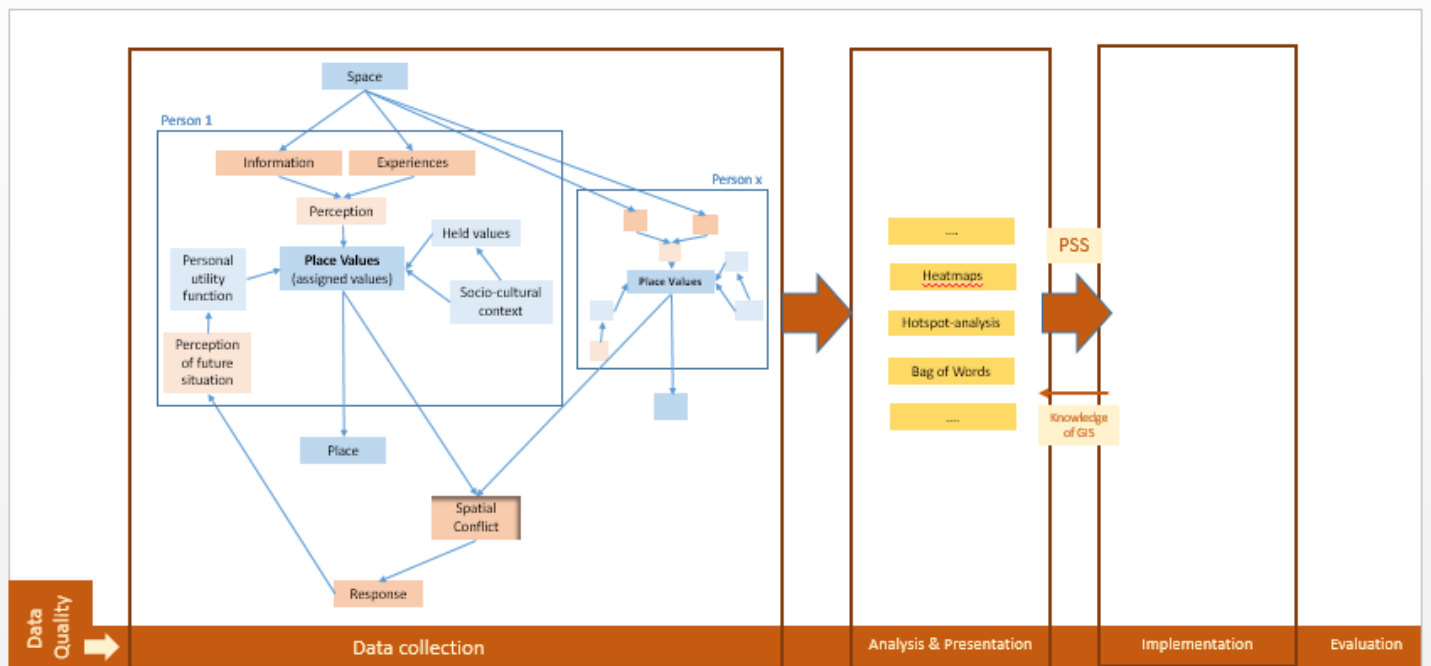 Space
Person 1
Information
Experiences
Perception
Held values
Personal
utility
function
Place Values
(assigned values)
Socio-cultural
context
Perception
of future
situation
Place
Spatial
Conflict
Response
Person x
Place Values
....
Heatmaps
Hotspot-analysis
Bag of Words
....
PSS
Knowledge
of GIS
Data
Quality
Data collection
Analysis & Presentation
Implementation
Evaluation